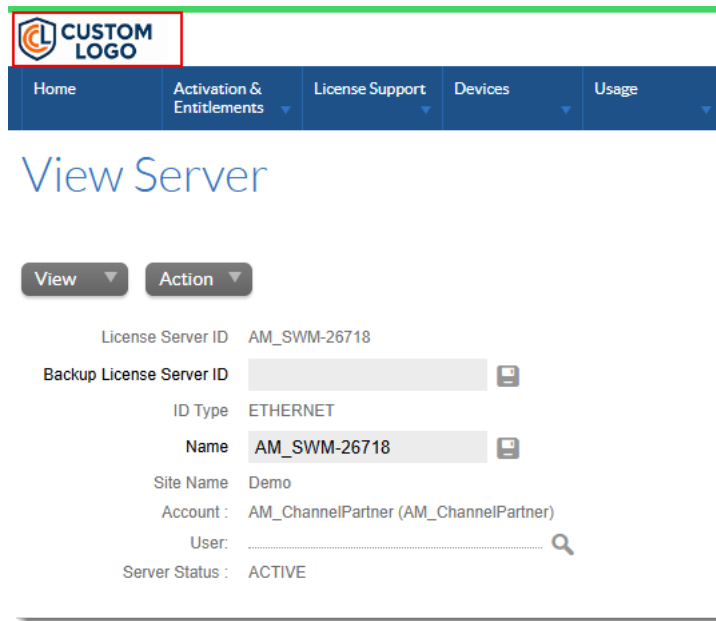 CUSTOM
LOGO
Home Activation & Entitlements License Support Devices Usage
View Server
View Action
License Server ID AM_SWM-26718
Backup License Server ID
ID Type ETHERNET
Name AM_SWM-26718
Site Name Demo
Account : AM_ChannelPartner (AM_ChannelPartner)
User:
Server Status : ACTIVE